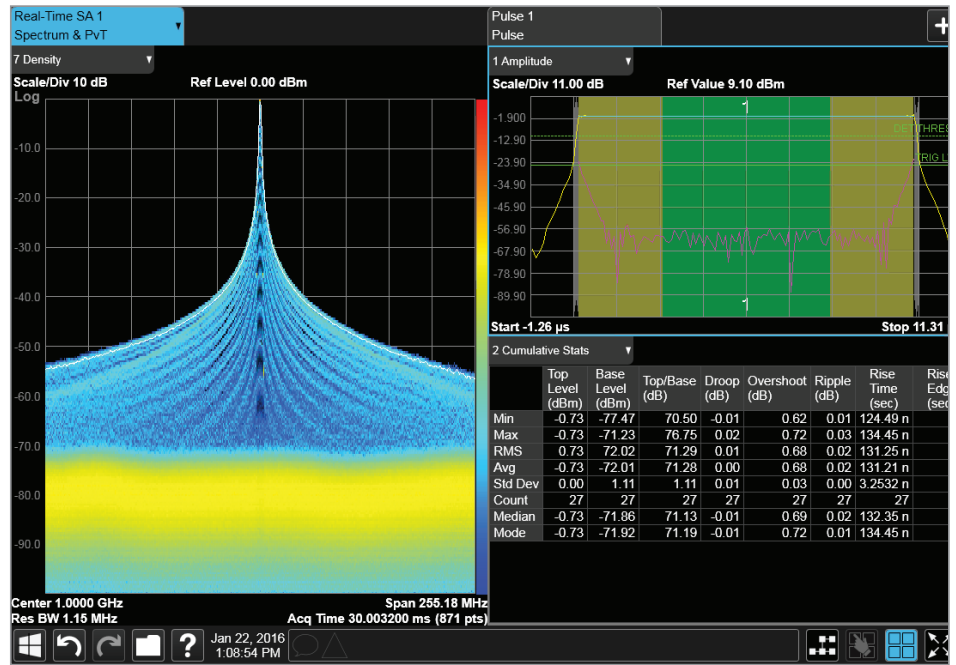 Real-Time SA 1
Spectrum & PvT
7 Density
Scale/Div 10 dB Ref Level 0.00 dBm
Log
-10.0
-20.0
-30.0
-40.0
-50.0
-60.0
-70.0
-80.0
-90.0
Center 1.0000 GHz Span 255.18 MHz
Res BW 1.15 MHz Acq Time 30.003200 ms (871 pts)
Pulse 1
Pulse
1 Amplitude
Scale/Div 11.00 dB Ref Value 9.10 dBm
1
-1.900
DET THRES
-12.90
-23.90
TRIG L
-34.90
-45.90
-56.90
-67.90
-78.90
-89.90
1
Start -1.26 µs Stop 11.31
2 Cumulative Stats
Top Level (dBm) Base Level (dBm) Top/Base (dB) Droop (dB) Overshoot (dB) Ripple (dB) Rise Time (sec) Rise Edg (sec
Min -0.73 -77.47 70.50 -0.01 0.62 0.01 124.49 n
Max -0.73 -71.23 76.75 0.02 0.72 0.03 134.45 n
RMS 0.73 72.02 71.29 0.01 0.68 0.02 131.25 n
Avg -0.73 -72.01 71.28 0.00 0.68 0.02 131.21 n
Std Dev 0.00 1.11 1.11 0.01 0.03 0.00 3.2532 n
Count 27 27 27 27 27 27 27
Median -0.73 -71.86 71.13 -0.01 0.69 0.02 132.35 n
Mode -0.73 -71.92 71.19 -0.01 0.72 0.01 134.45 n
?
Jan 22, 2016
1:08:54 PM